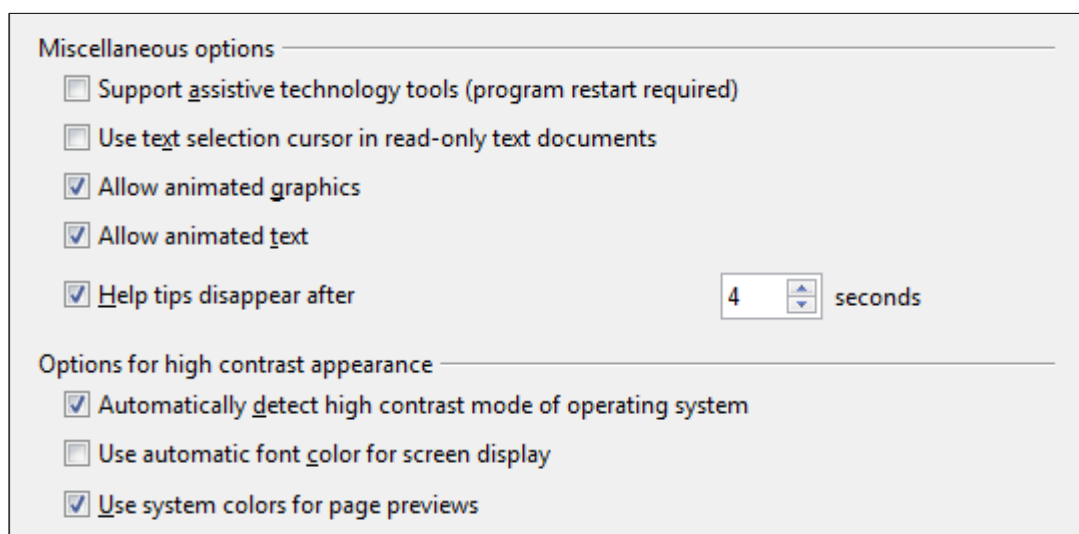 Miscellaneous options
Support assistive technology tools (program restart required)
Use text selection cursor in read-only text documents
Allow animated graphics
Allow animated text
Help tips disappear after 4 seconds
Options for high contrast appearance
Automatically detect high contrast mode of operating system
Use automatic font color for screen display
Use system colors for page previews